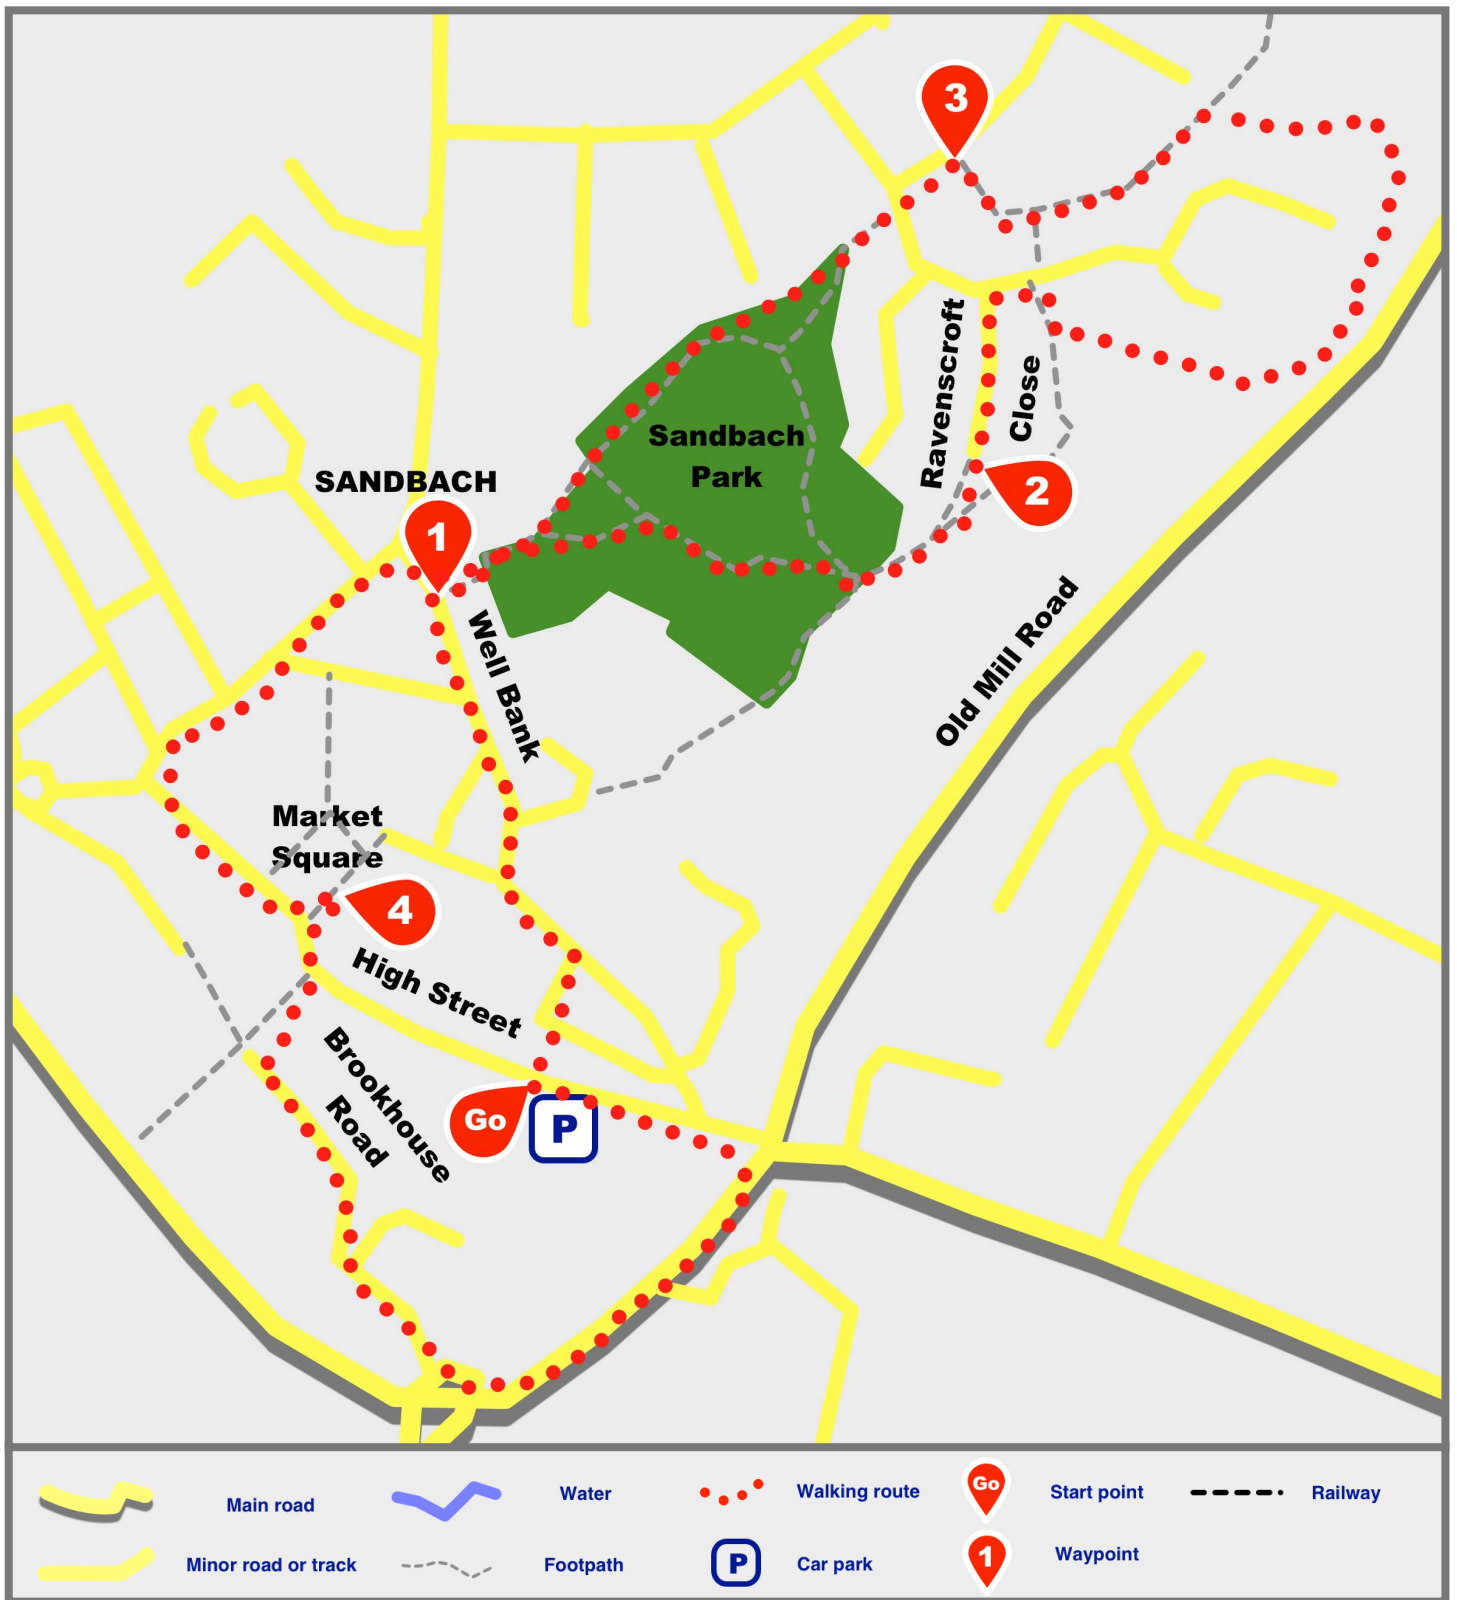 3
Ravenscroft
Close
Sandbach
Park
SANDBACH
2
1
Well Bank
Old Mill Road
Market
Square
4
High Street
Brookhouse
Road
Go
P
Main road
Water
Walking route
Go
Start point
Railway
Minor road or track
Footpath
P
Car park
1
Waypoint